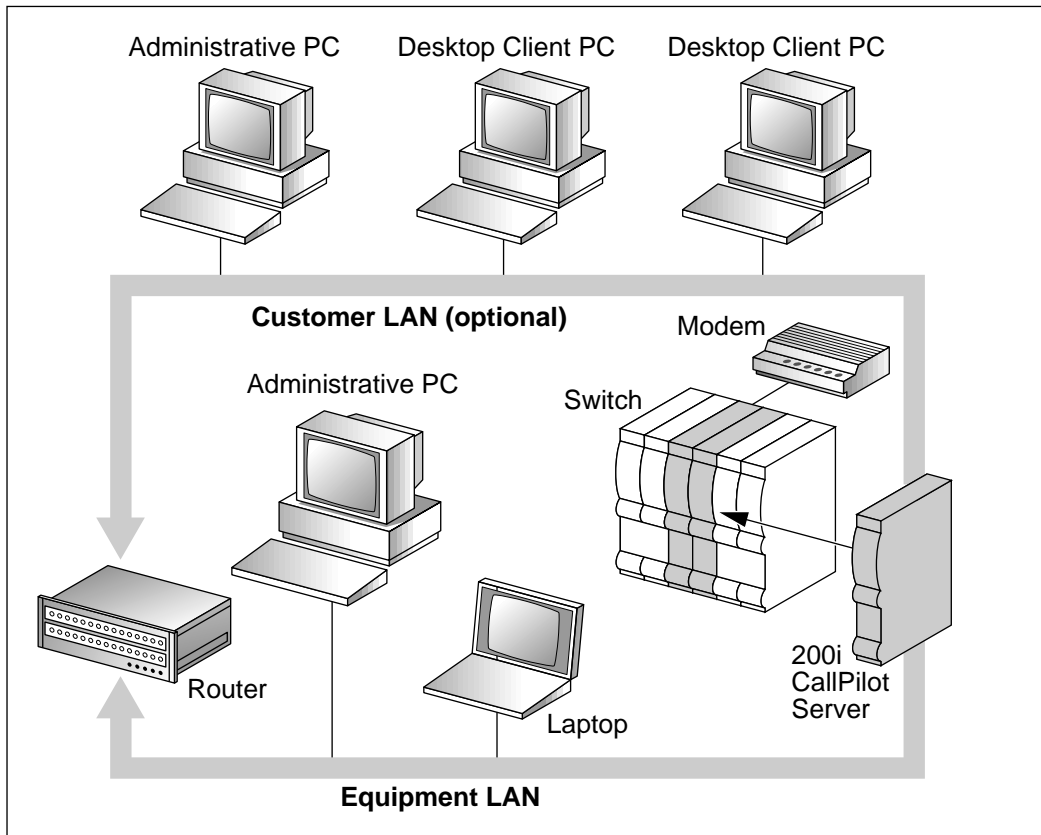 Administrative PC
Desktop Client PC
Desktop Client PC
Customer LAN (optional)
Modem
Administrative PC
Switch
Router
Laptop
200i
CallPilot
Server
Equipment LAN